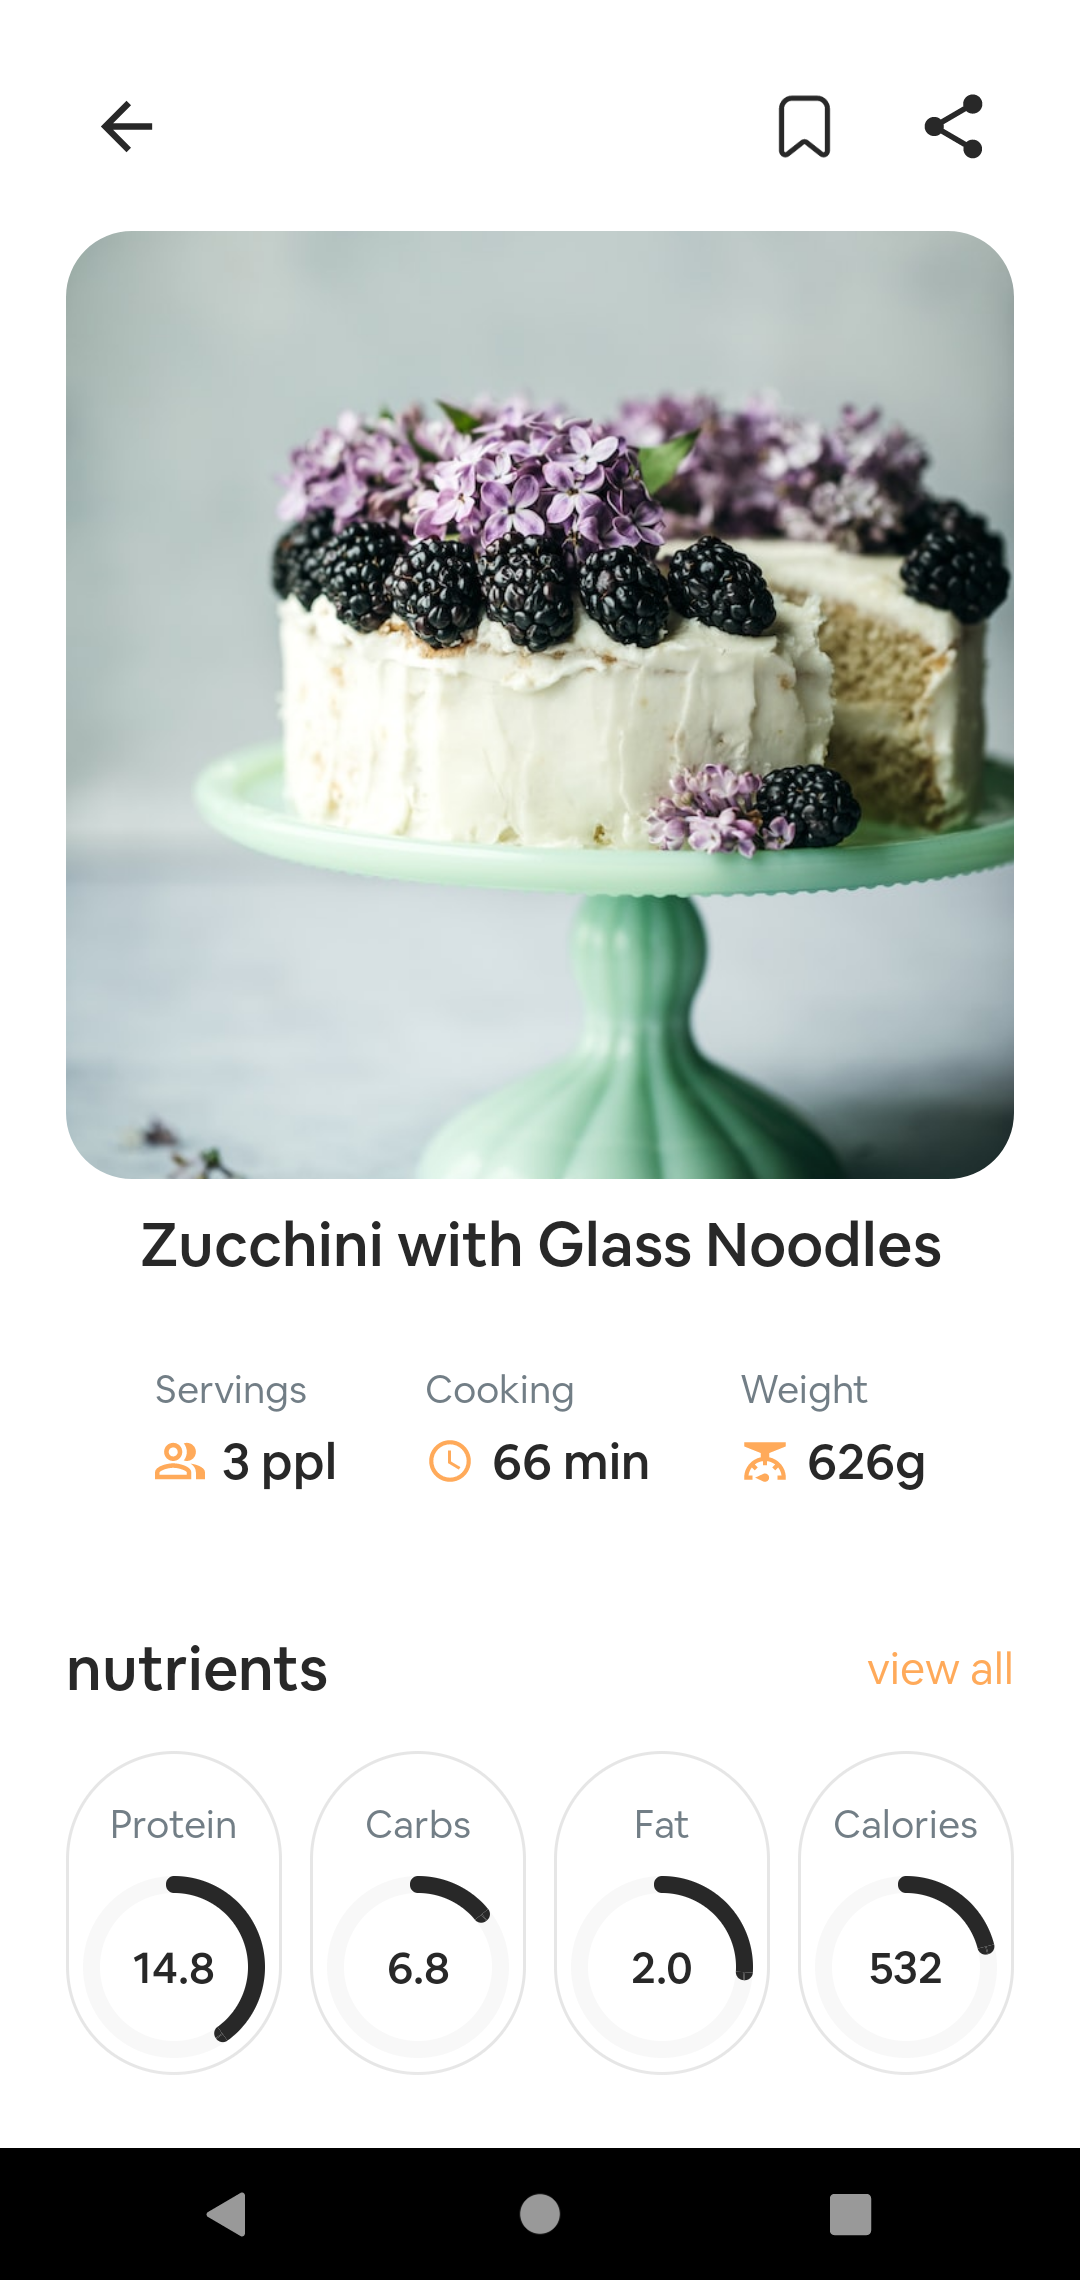 Zucchini with Glass Noodles
Servings Cooking Weight
3 ppl 66 min 626g
nutrients view all
Protein Carbs Fat Calories
14.8 6.8 2.0 532